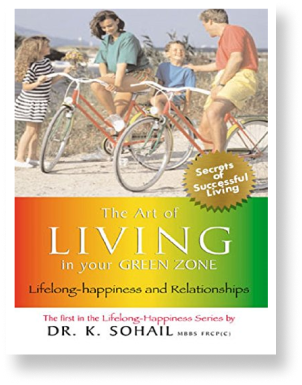 Secrets
of
Successful
Living
The Art of
LIVING
in your GREEN ZONE
Lifelong-happiness and Relationships
The first in the Lifelong-Happiness Series by
DR. K. SOHAIL MBBS FRCP(C)